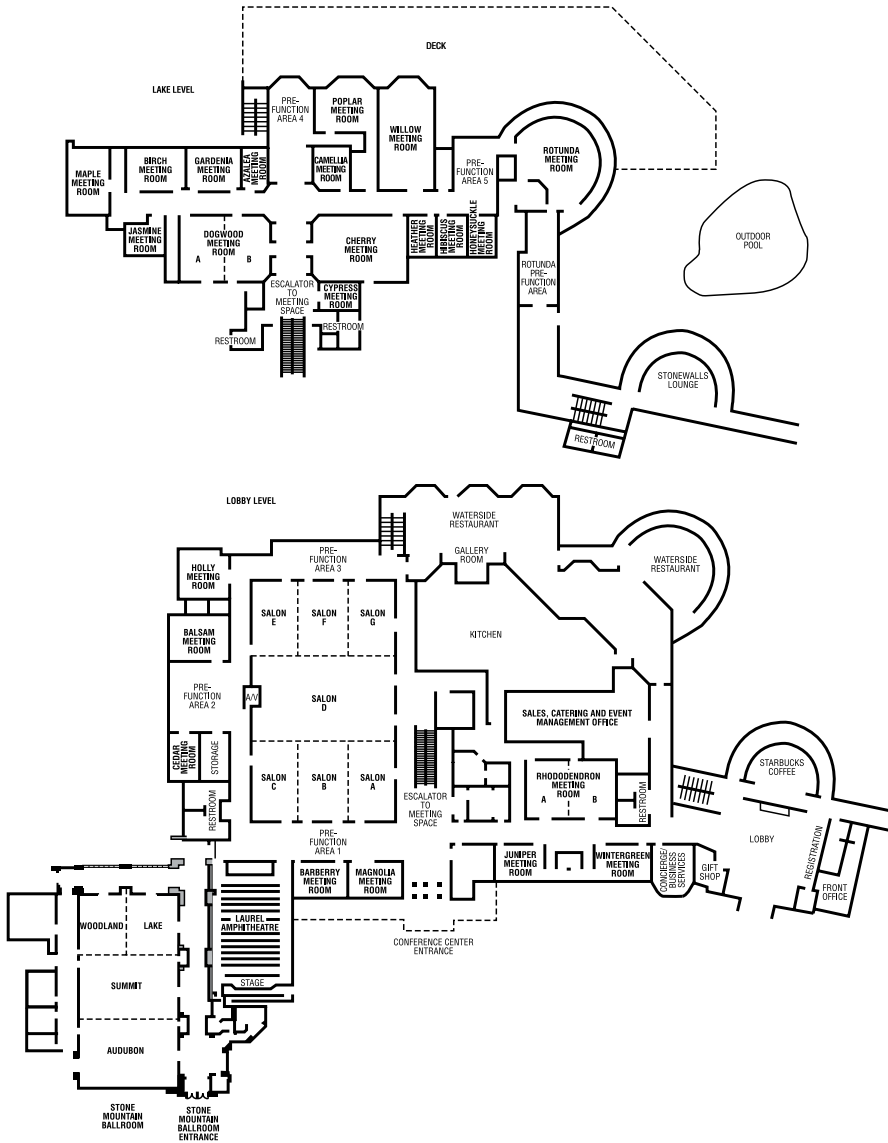 DECK
LAKE LEVEL
PRE-
FUNCTION
AREA 4
POPLAR
MEETING
ROOM
WILLOW
MEETING
ROOM
MAPLE
MEETING
ROOM
BIRCH
MEETING
ROOM
GARDENIA
MEETING
ROOM
AZALEA
MEETING
ROOM
CAMELLIA
MEETING
ROOM
PRE-
FUNCTION
AREA 5
ROTUNDA
MEETING
ROOM
JASMINE
MEETING
ROOM
DOGWOOD
MEETING
ROOM
A
B
CHERRY
MEETING
ROOM
HEATHER
MEETING
ROOM
HIBISCUS
MEETING
ROOM
HONEYSUCKLE
MEETING
ROOM
OUTDOOR
POOL
ROTUNDA
PRE-
FUNCTION
AREA
ESCALATOR
TO
MEETING
SPACE
CYPRESS
MEETING
ROOM
RESTROOM
RESTROOM
STONEWALLS
LOUNGE
RESTROOM
LOBBY LEVEL
WATERSIDE
RESTAURANT
GALLERY
ROOM
WATERSIDE
RESTAURANT
PRE-
FUNCTION
AREA 3
HOLLY
MEETING
ROOM
SALON
E
SALON
F
SALON
G
BALSAM
MEETING
ROOM
KITCHEN
PRE-
FUNCTION
AREA 2
A/V
SALON
D
SALES, CATERING AND EVENT
MANAGEMENT OFFICE
CEDAR
MEETING
ROOM
STORAGE
SALON
C
SALON
B
SALON
A
ESCALATOR
TO
MEETING
SPACE
RHODODENDRON
MEETING
ROOM
A
B
RESTROOM
STARBUCKS
COFFEE
RESTROOM
PRE-
FUNCTION
AREA 1
LOBBY
REGISTRATION
BARBERRY
MEETING
ROOM
MAGNOLIA
MEETING
ROOM
JUNIPER
MEETING
ROOM
WINTERGREEN
MEETING
ROOM
CONCIERGE/
BUSINESS
SERVICES
GIFT
SHOP
FRONT
OFFICE
WOODLAND
LAKE
LAUREL
AMPHITHEATRE
CONFERENCE CENTER
ENTRANCE
SUMMIT
STAGE
AUDUBON
STONE
MOUNTAIN
BALLROOM
STONE
MOUNTAIN
BALLROOM
ENTRANCE